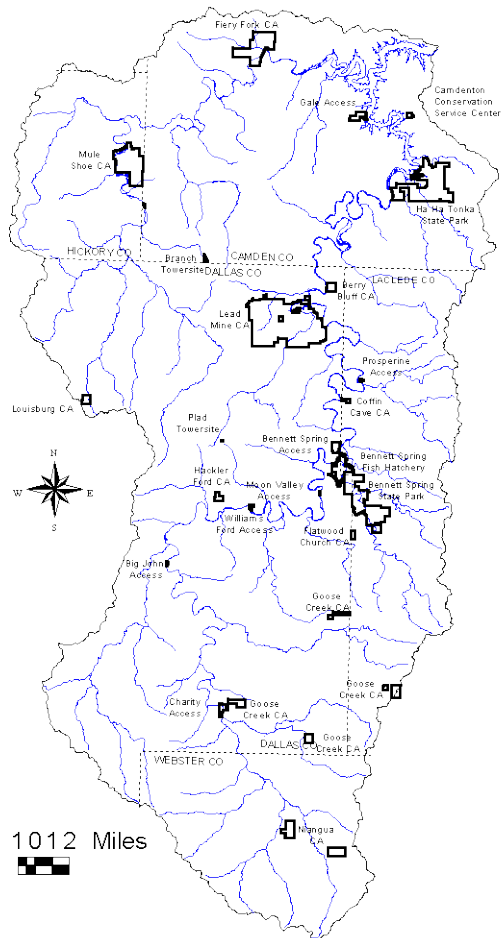 Fiery Fork CA
Gale Access
Camdenton
Conservation
Service Center
Mule
Shoe CA
Ha Ha Tonka
State Park
HICKORY CO
Branch
Towersite
CAMDEN CO
DALLAS CO
LACLEDE CO
Berry
Bluff CA
Lead
Mine CA
Prosperine
Access
Louisburg CA
Coffin
Cave CA
Plad
Towersite
Bennett Spring
Access
Bennett Spring
Fish Hatchery
N
W
E
S
Hackler
Ford CA
Moon Valley
Access
Bennett Spring
State Park
Williams
Ford Access
Flatwood
Church CA
Big John
Access
Goose
Creek CA
Goose
Creek CA
Charity
Access
Goose
Creek CA
Goose
Creek CA
DALLAS CO
WEBSTER CO
Niangua
CA
1012 Miles